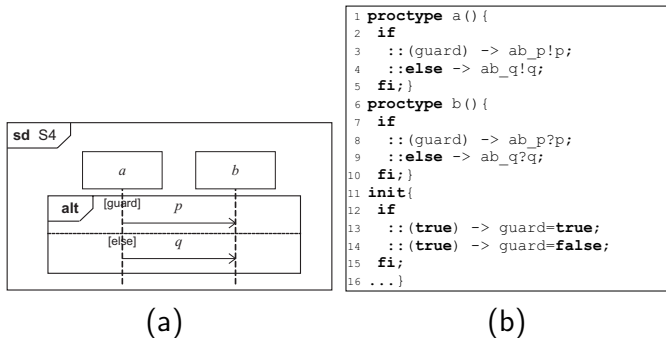 sd S4
a
b
alt
[guard]
p
[else]
q
(a)
1 proctype a(){
2  if
3   ::(guard) -> ab_p!p;
4   ::else -> ab_q!q;
5  fi;}
6 proctype b(){
7  if
8   ::(guard) -> ab_p?p;
9   ::else -> ab_q?q;
10  fi;}
11 init{
12  if
13   ::(true) -> guard=true;
14   ::(true) -> guard=false;
15  fi;
16 ...}
(b)